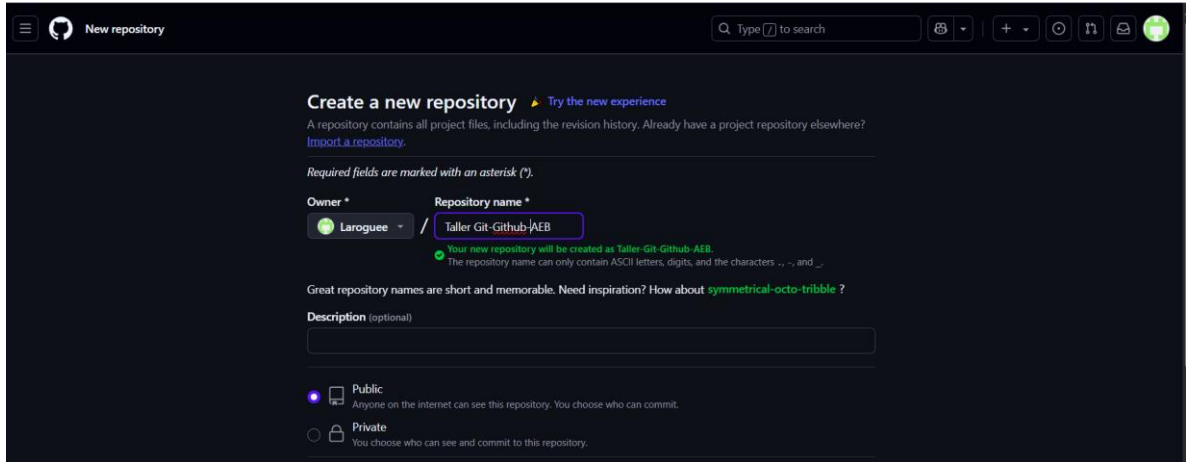 New repository
Type / to search
Create a new repository Try the new experience
A repository contains all project files, including the revision history. Already have a project repository elsewhere?
Import a repository.
Required fields are marked with an asterisk (*).
Owner * Repository name *
Laroguee / Taller Git-Github-AEB
Your new repository will be created as Taller-Git-Github-AEB.
The repository name can only contain ASCII letters, digits, and the characters ., -, and _.
Great repository names are short and memorable. Need inspiration? How about symmetrical-octo-tribble ?
Description (optional)
Public
Anyone on the internet can see this repository. You choose who can commit.
Private
You choose who can see and commit to this repository.